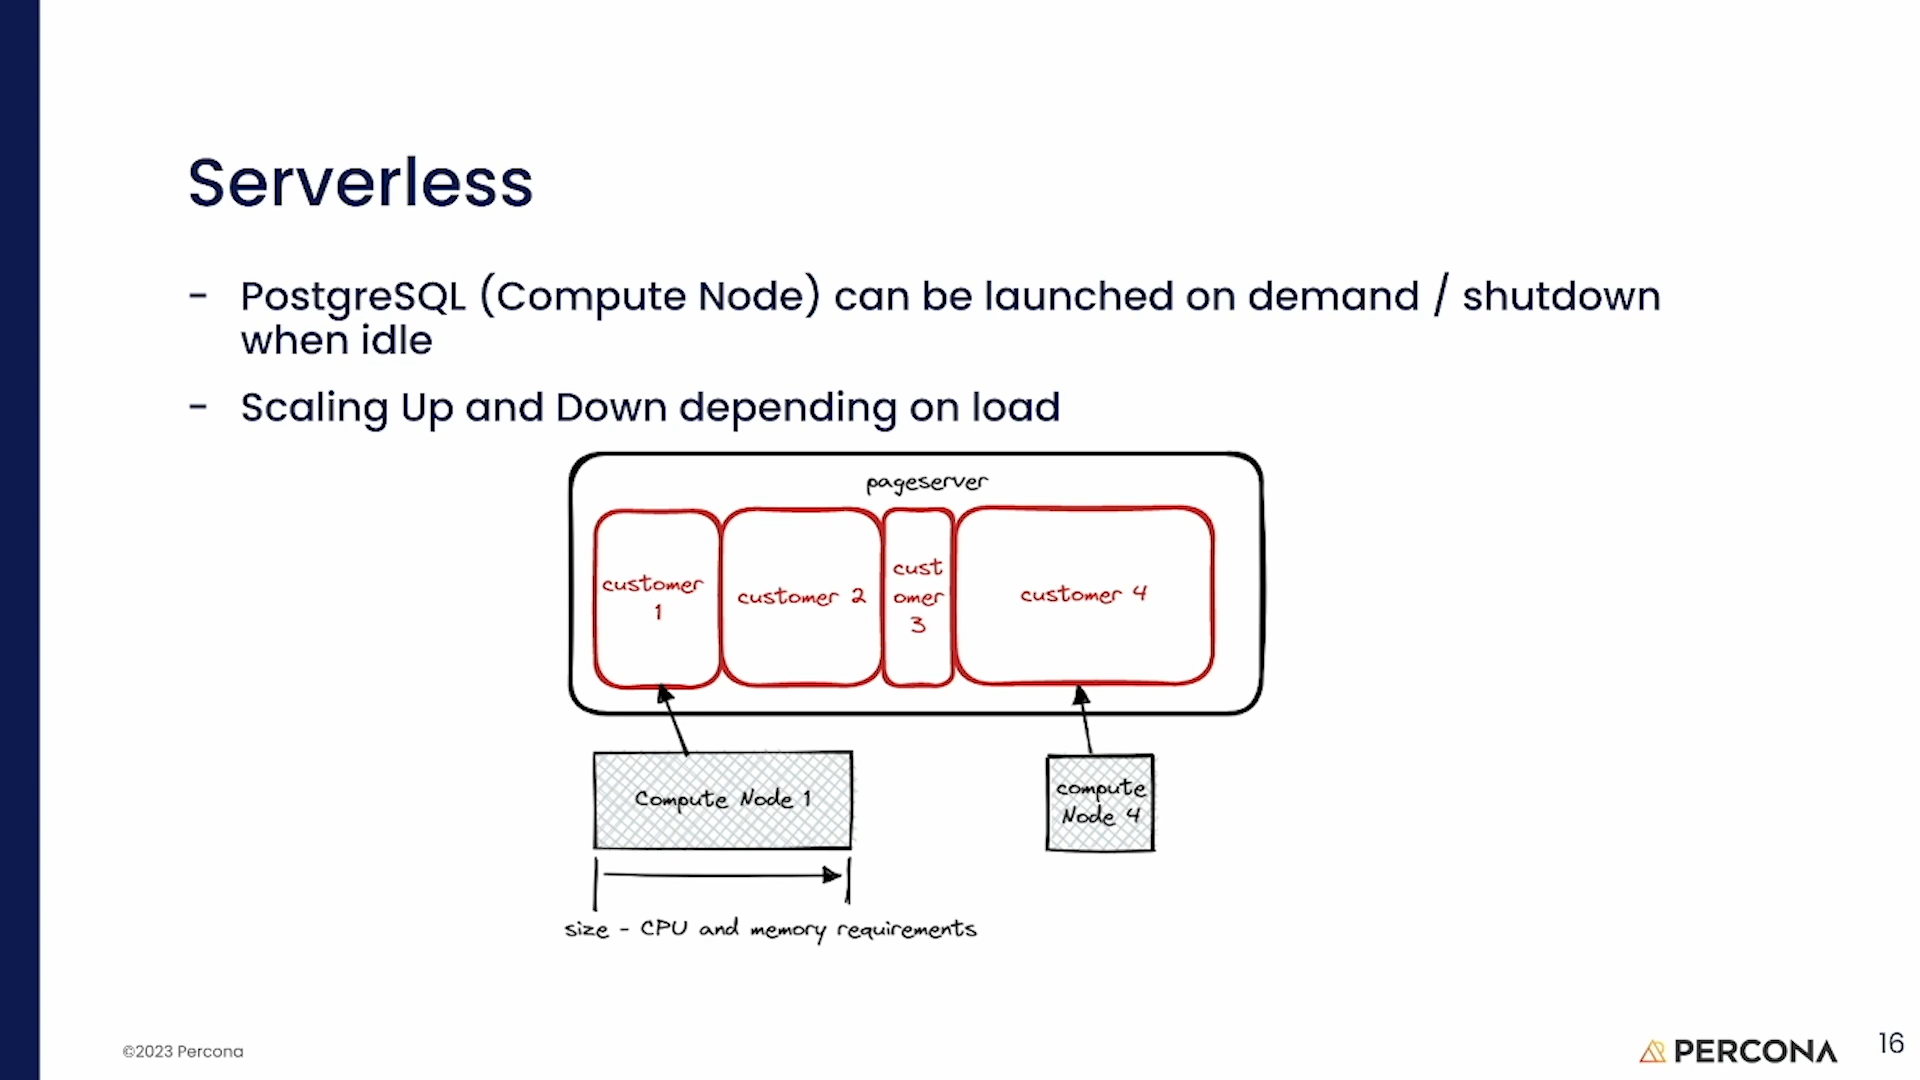 Serverless
- PostgreSQL (Compute Node) can be launched on demand / shutdown
when idle
- Scaling Up and Down depending on load
pageserver
customer
1
customer 2
cust
omer
3
customer 4
Compute Node 1
compute
Node 4
size - CPU and memory requirements
©2023 Percona
PERCONA
16